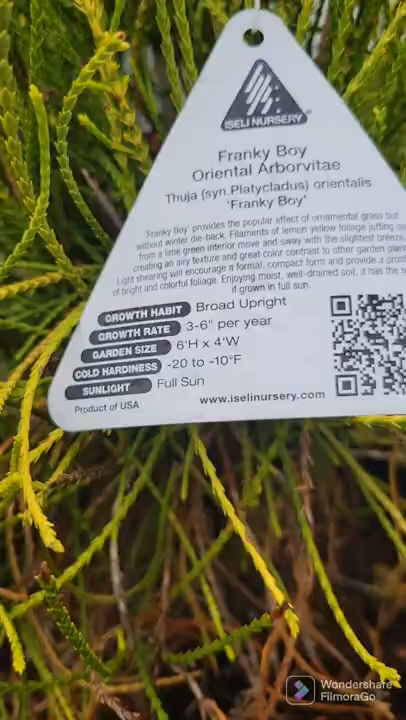 ISELI NURSERY
Franky Boy
Oriental Arborvitae
Thuja (syn.Platycladus) orientalis
'Franky Boy'
'Franky Boy' provides the popular effect of ornamental grass but
without winter die-back. Filaments of lemon yellow foliage jutting
from a lime green interior move and sway with the slightest breeze,
creating an airy texture and great color contrast to other garden
Light shearing will encourage a formal, compact form and provide a
of bright and colorful foliage. Enjoying moist, well-drained soil, it has the
if grown in full sun.
GROWTH HABIT Broad Upright
GROWTH RATE 3-6" per year
GARDEN SIZE 6'H x 4'W
COLD HARDINESS -20 to -10°F
SUNLIGHT Full Sun
Product of USA www.iselinursery.com
Wondershare
FilmoraGo